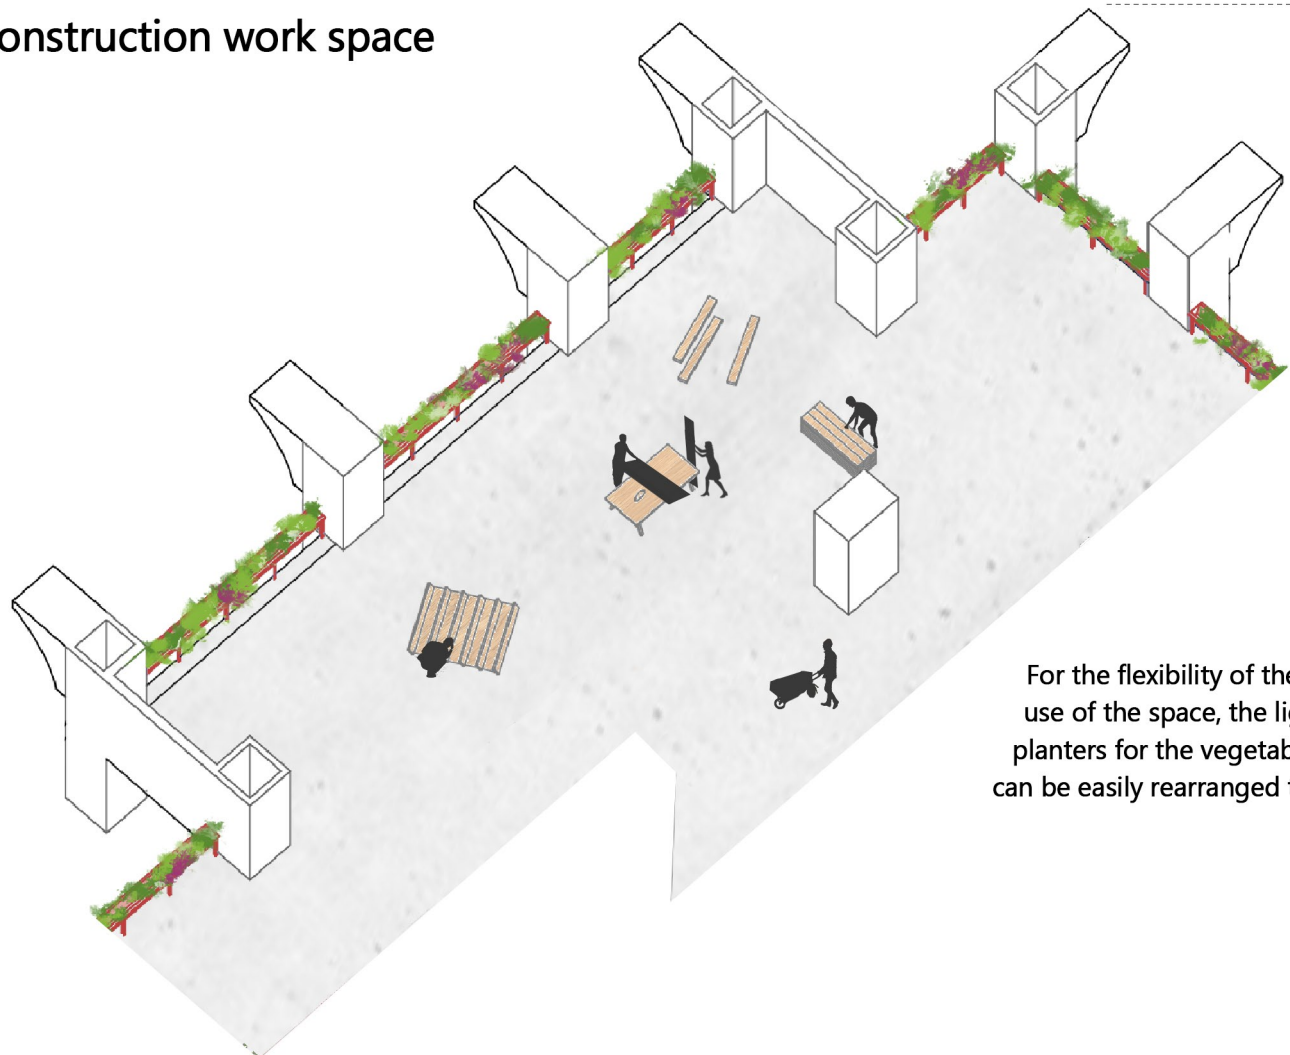 onstruction work space
For the flexibility of the
use of the space, the lig
planters for the vegetab
can be easily rearranged t